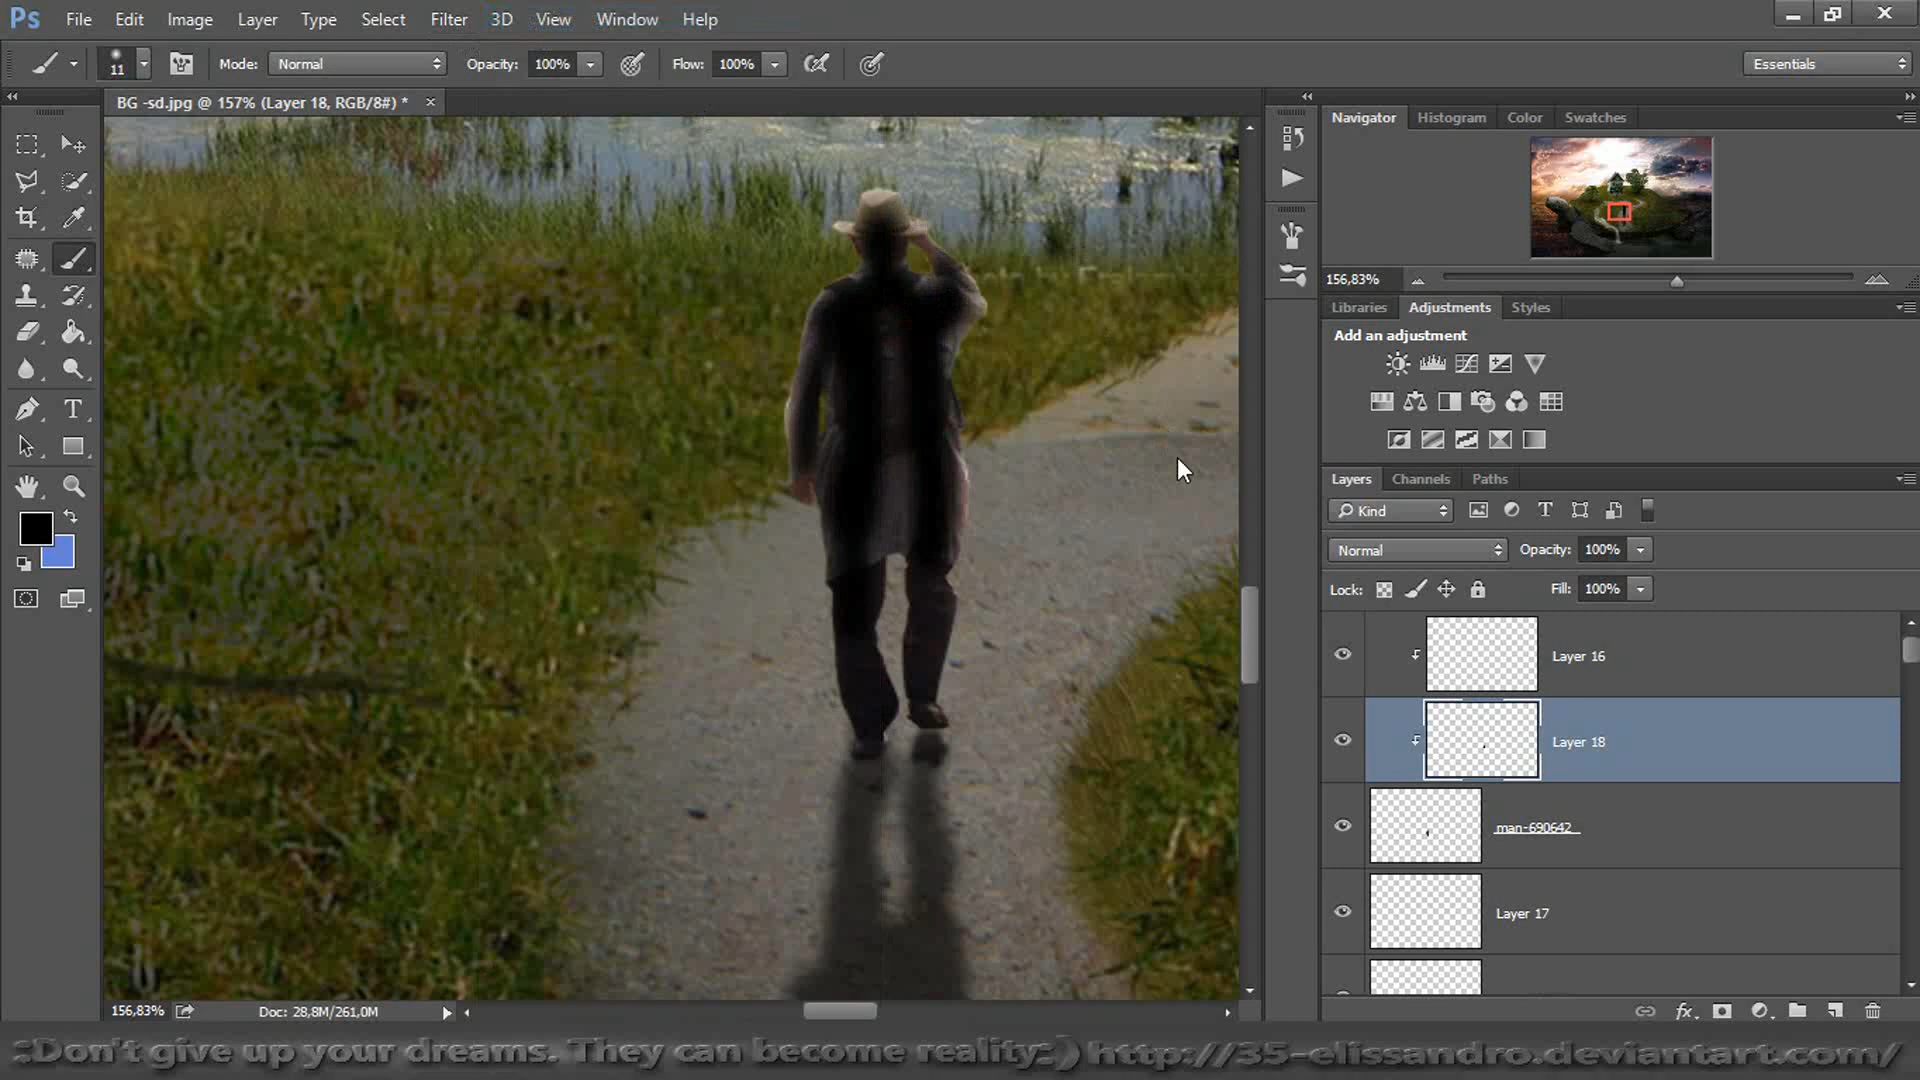 Ps File Edit Image Layer Type Select Filter 3D View Window Help
11 Mode: Normal Opacity: 100% Flow: 100% Essentials
BG -sd.jpg @ 157% (Layer 18, RGB/8#) *
Navigator Histogram Color Swatches
156,83%
Libraries Adjustments Styles
Add an adjustment
Layers Channels Paths
Kind
Normal Opacity: 100%
Lock: Fill: 100%
Layer 16
Layer 18
man-690642
Layer 17
156,83% Doc: 28,8M/261,0M
fx
::Don't give up your dreams. They can become reality::) http://35-elissandro.deviantart.com/